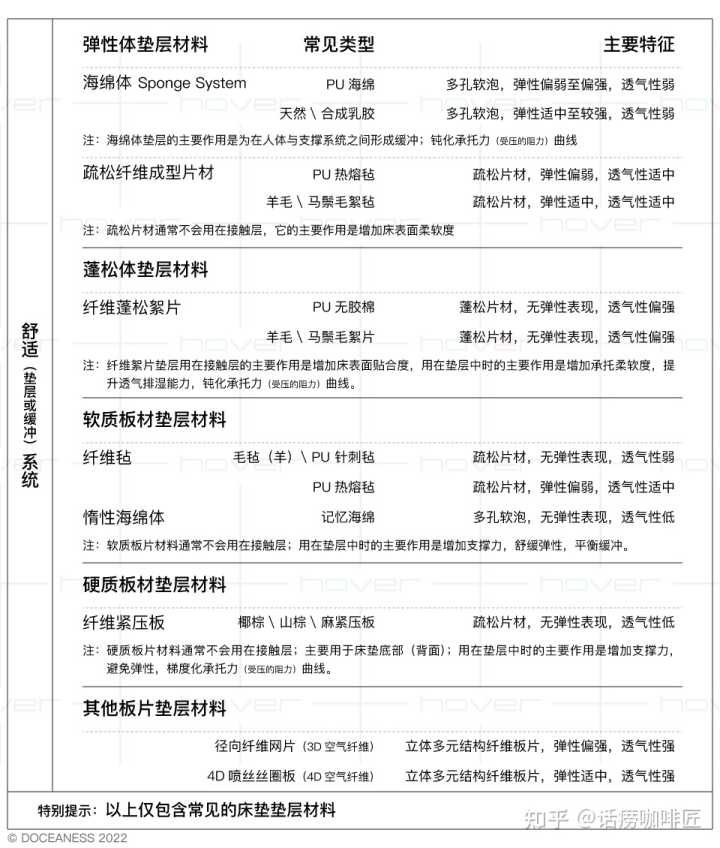 弹性体垫层材料 常见类型 主要特征
海绵体 Sponge System PU 海绵 多孔软泡，弹性偏弱至偏强，透气性弱
天然 \ 合成乳胶 多孔软泡，弹性适中至较强，透气性弱
注：海绵体垫层的主要作用是为在人体与支撑系统之间形成缓冲；钝化承托力（受压的阻力）曲线
疏松纤维成型片材 PU 热熔毡 疏松片材，弹性偏弱，透气性适中
羊毛 \ 马鬃毛絮毡 疏松片材，弹性适中，透气性适中
注：疏松片材通常不会用在接触层，它的主要作用是增加床表面柔软度
蓬松体垫层材料
纤维蓬松絮片 PU 无胶棉 蓬松片材，无弹性表现，透气性偏强
羊毛 \ 马鬃毛絮片 蓬松片材，无弹性表现，透气性偏强
注：纤维絮片垫层用在接触层的主要作用是增加床表面贴合度，用在垫层中时的主要作用是增加承托柔软度，提
升透气排湿能力，钝化承托力（受压的阻力）曲线。
舒适（垫层或缓冲）系统
软质板材垫层材料
纤维毡 毛毡（羊）\ PU 针刺毡 疏松片材，无弹性表现，透气性弱
PU 热熔毡 疏松片材，弹性偏弱，透气性适中
惰性海绵体 记忆海绵 多孔软泡，无弹性表现，透气性低
注：软质板片材料通常不会用在接触层；用在垫层中时的主要作用是增加支撑力，舒缓弹性，平衡缓冲。
硬质板材垫层材料
纤维紧压板 椰棕 \ 山棕 \ 麻紧压板 疏松片材，无弹性表现，透气性低
注：硬质板片材料通常不会用在接触层；主要用于床垫底部（背面）；用在垫层中时的主要作用是增加支撑力，
避免弹性，梯度化承托力（受压的阻力）曲线。
其他板片垫层材料
径向纤维网片（3D 空气纤维） 立体多元结构纤维板片，弹性偏强，透气性强
4D 喷丝丝圈板（4D 空气纤维） 立体多元结构纤维板片，弹性适中，透气性强
特别提示：以上仅包含常见的床垫垫层材料
知乎 @话痨咖啡匠
© DOCEANESS 2022
hover